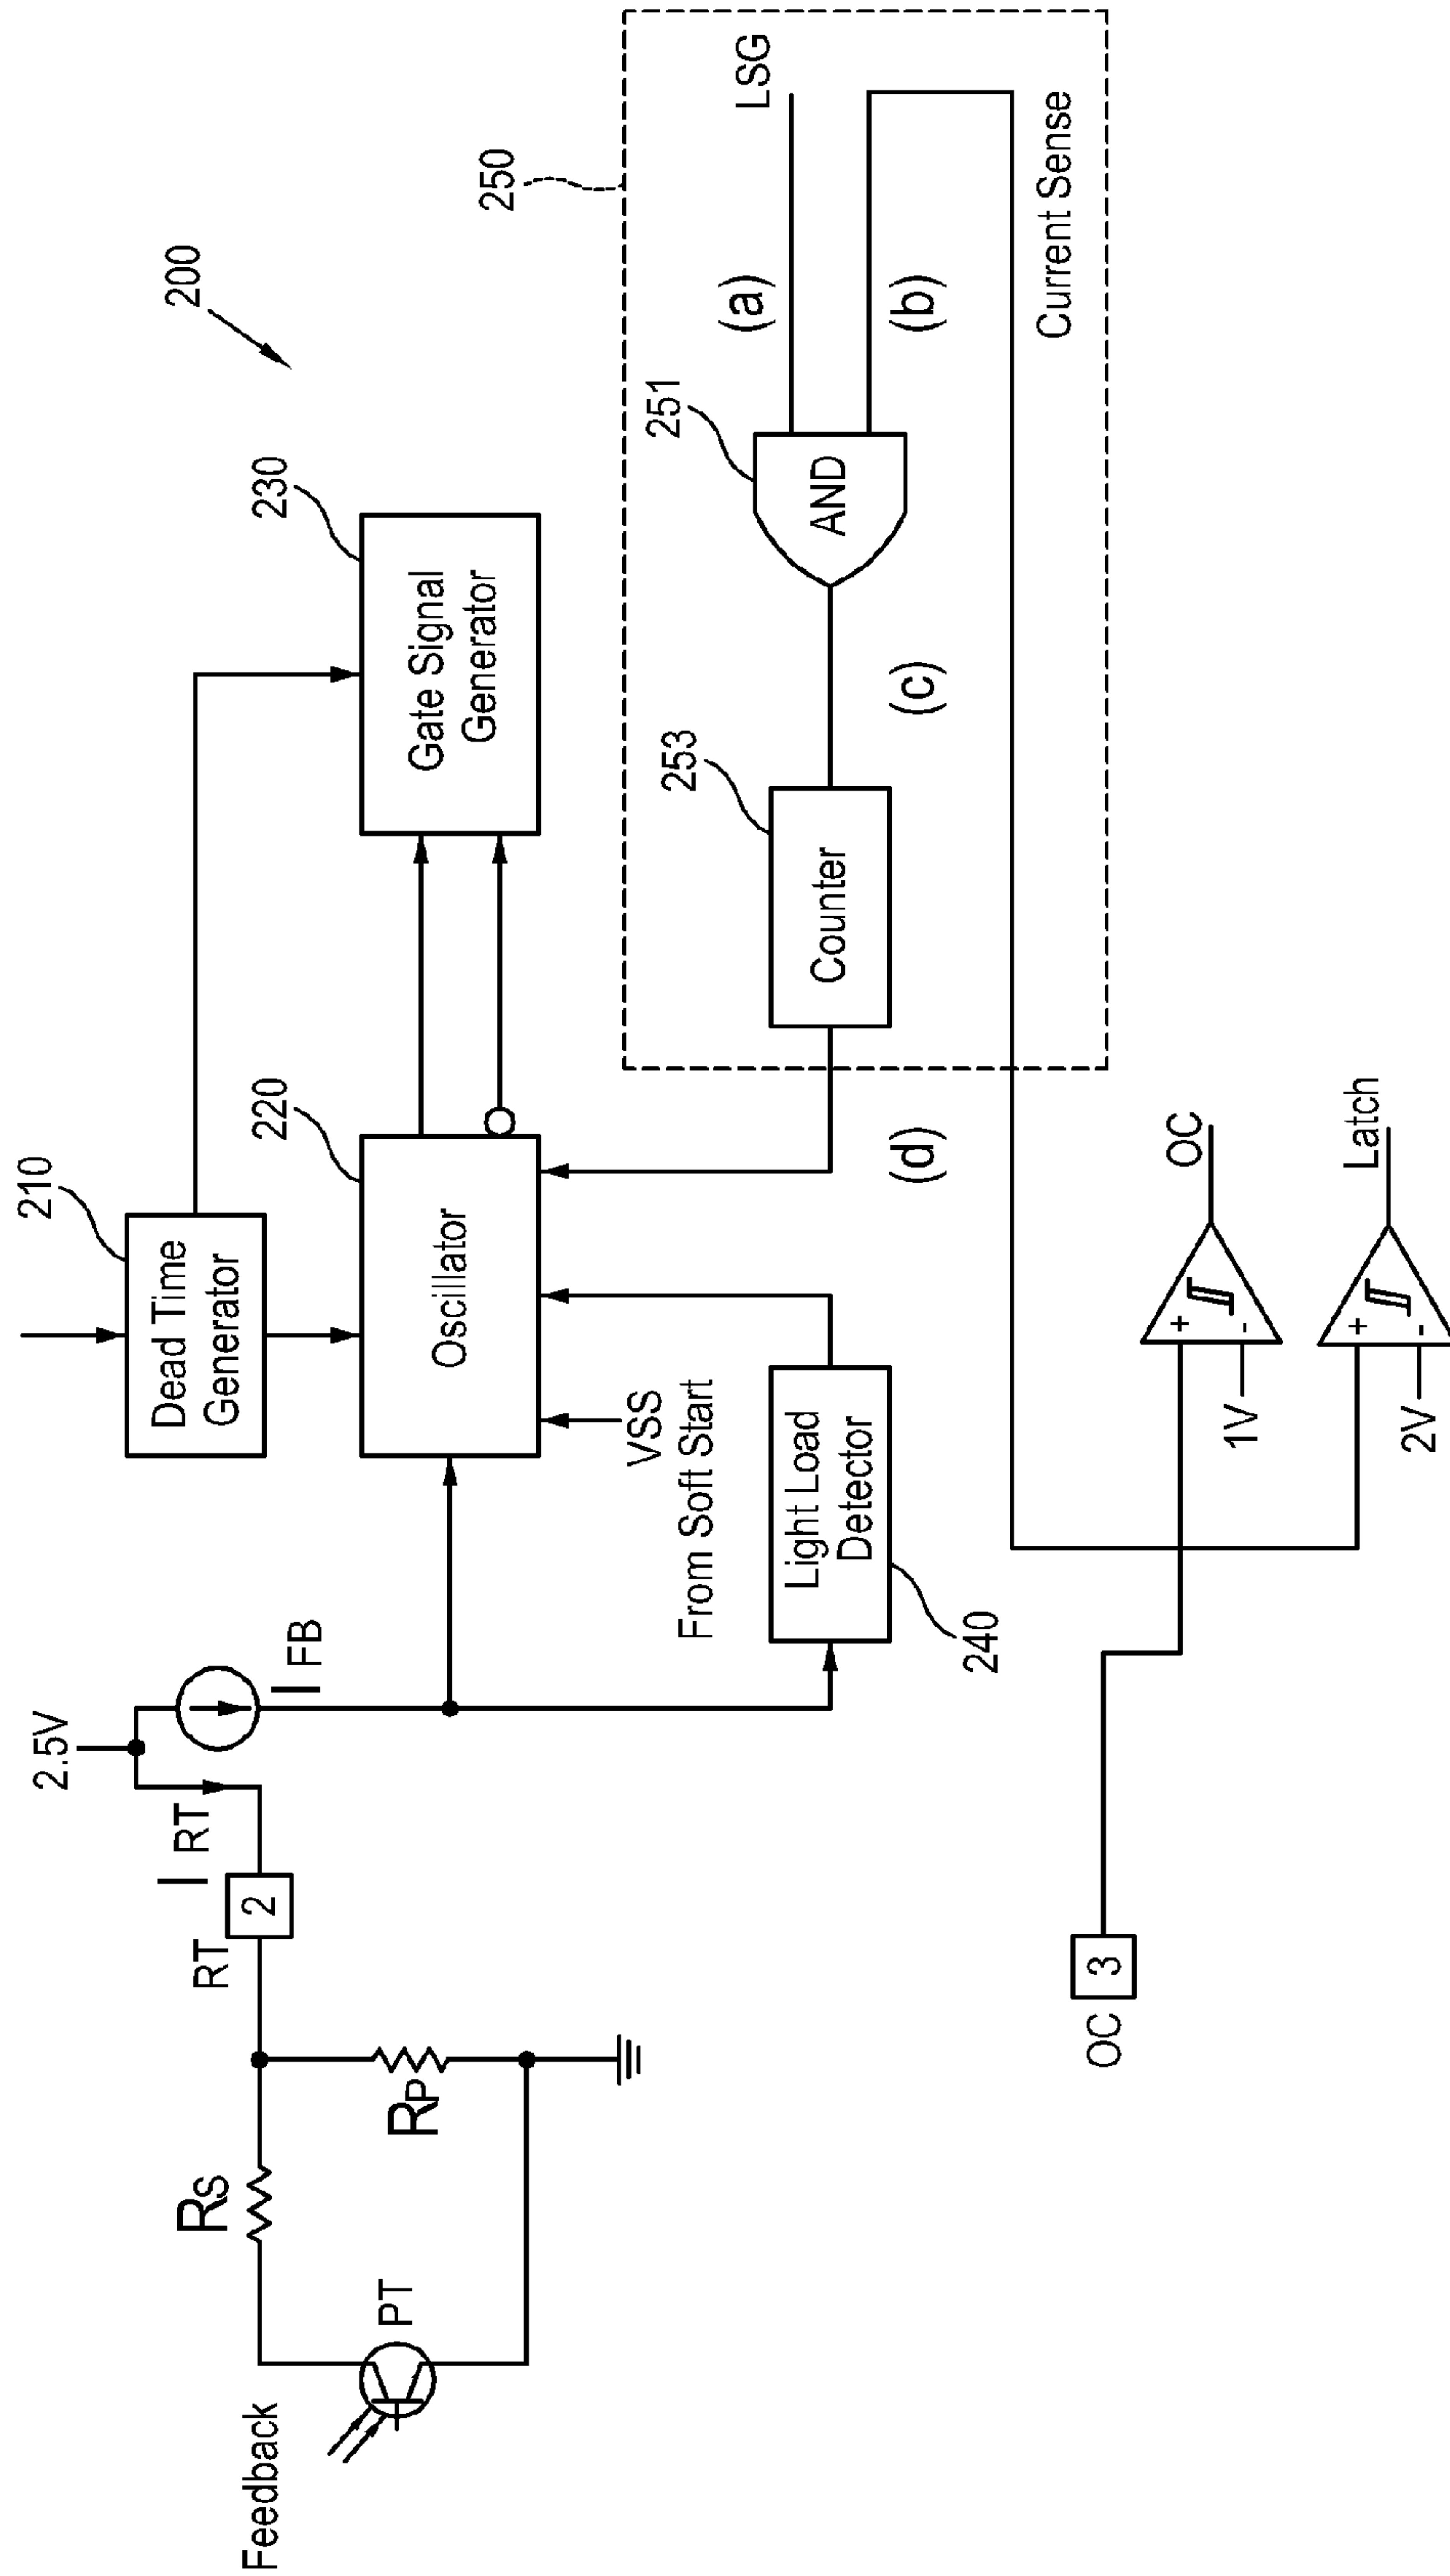 200
2.5V
I RT
I FB
RT
2
RS
RP
PT
Feedback
210
Dead Time
Generator
220
Oscillator
230
Gate Signal
Generator
VSS
From Soft Start
Light Load
Detector
240
250
LSG
(a)
(b)
251
AND
(c)
253
Counter
(d)
Current Sense
OC
3
+
-
1V
OC
+
-
2V
Latch